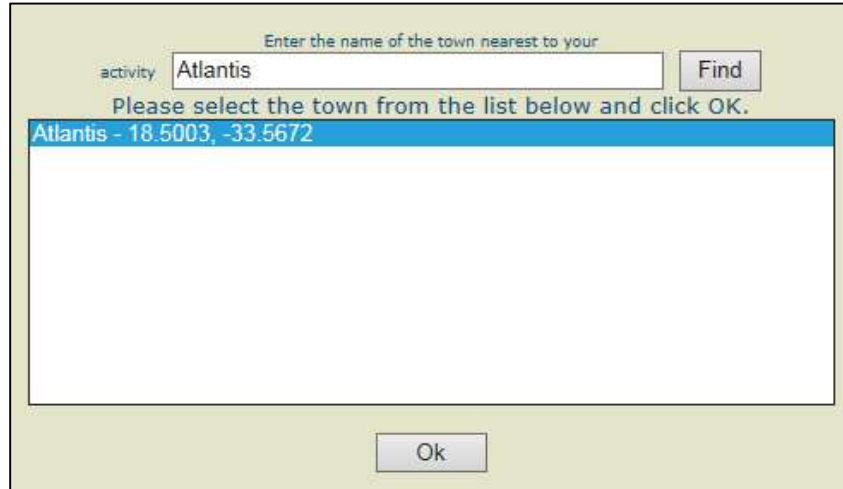 Enter the name of the town nearest to your
activity Atlantis Find
Please select the town from the list below and click OK.
Atlantis - 18.5003, -33.5672
Ok